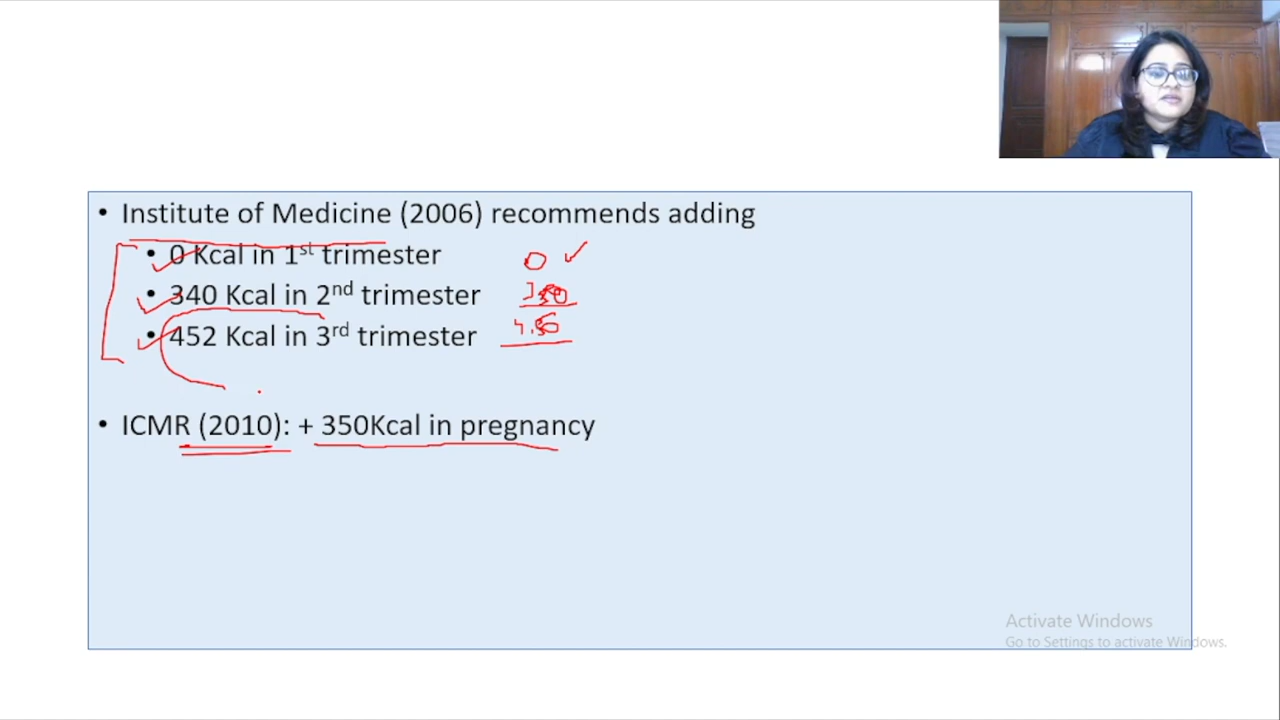 • Institute of Medicine (2006) recommends adding
• 0 Kcal in 1st trimester 0
• 340 Kcal in 2nd trimester
• 452 Kcal in 3rd trimester
• ICMR (2010): + 350Kcal in pregnancy
Activate Windows
Go to Settings to activate Windows.